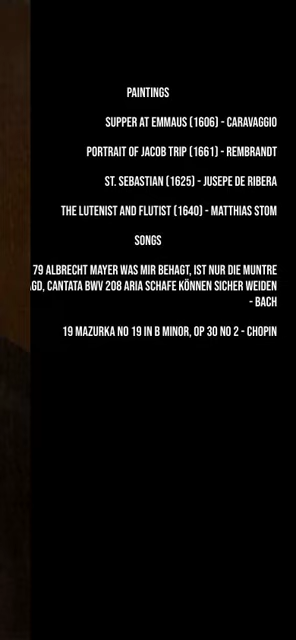 PAINTINGS
SUPPER AT EMMAUS (1606) - CARAVAGGIO
PORTRAIT OF JACOB TRIP (1661) - REMBRANDT
ST. SEBASTIAN (1625) - JUSEPE DE RIBERA
THE LUTENIST AND FLUTIST (1640) - MATTHIAS STOM
SONGS
79 ALBRECHT MAYER WAS MIR BEHAGT, IST NUR DIE MUNTRE
GD, CANTATA BWV 208 ARIA SCHAFE KÖNNEN SICHER WEIDEN
- BACH
19 MAZURKA NO 19 IN B MINOR, OP 30 NO 2 - CHOPIN